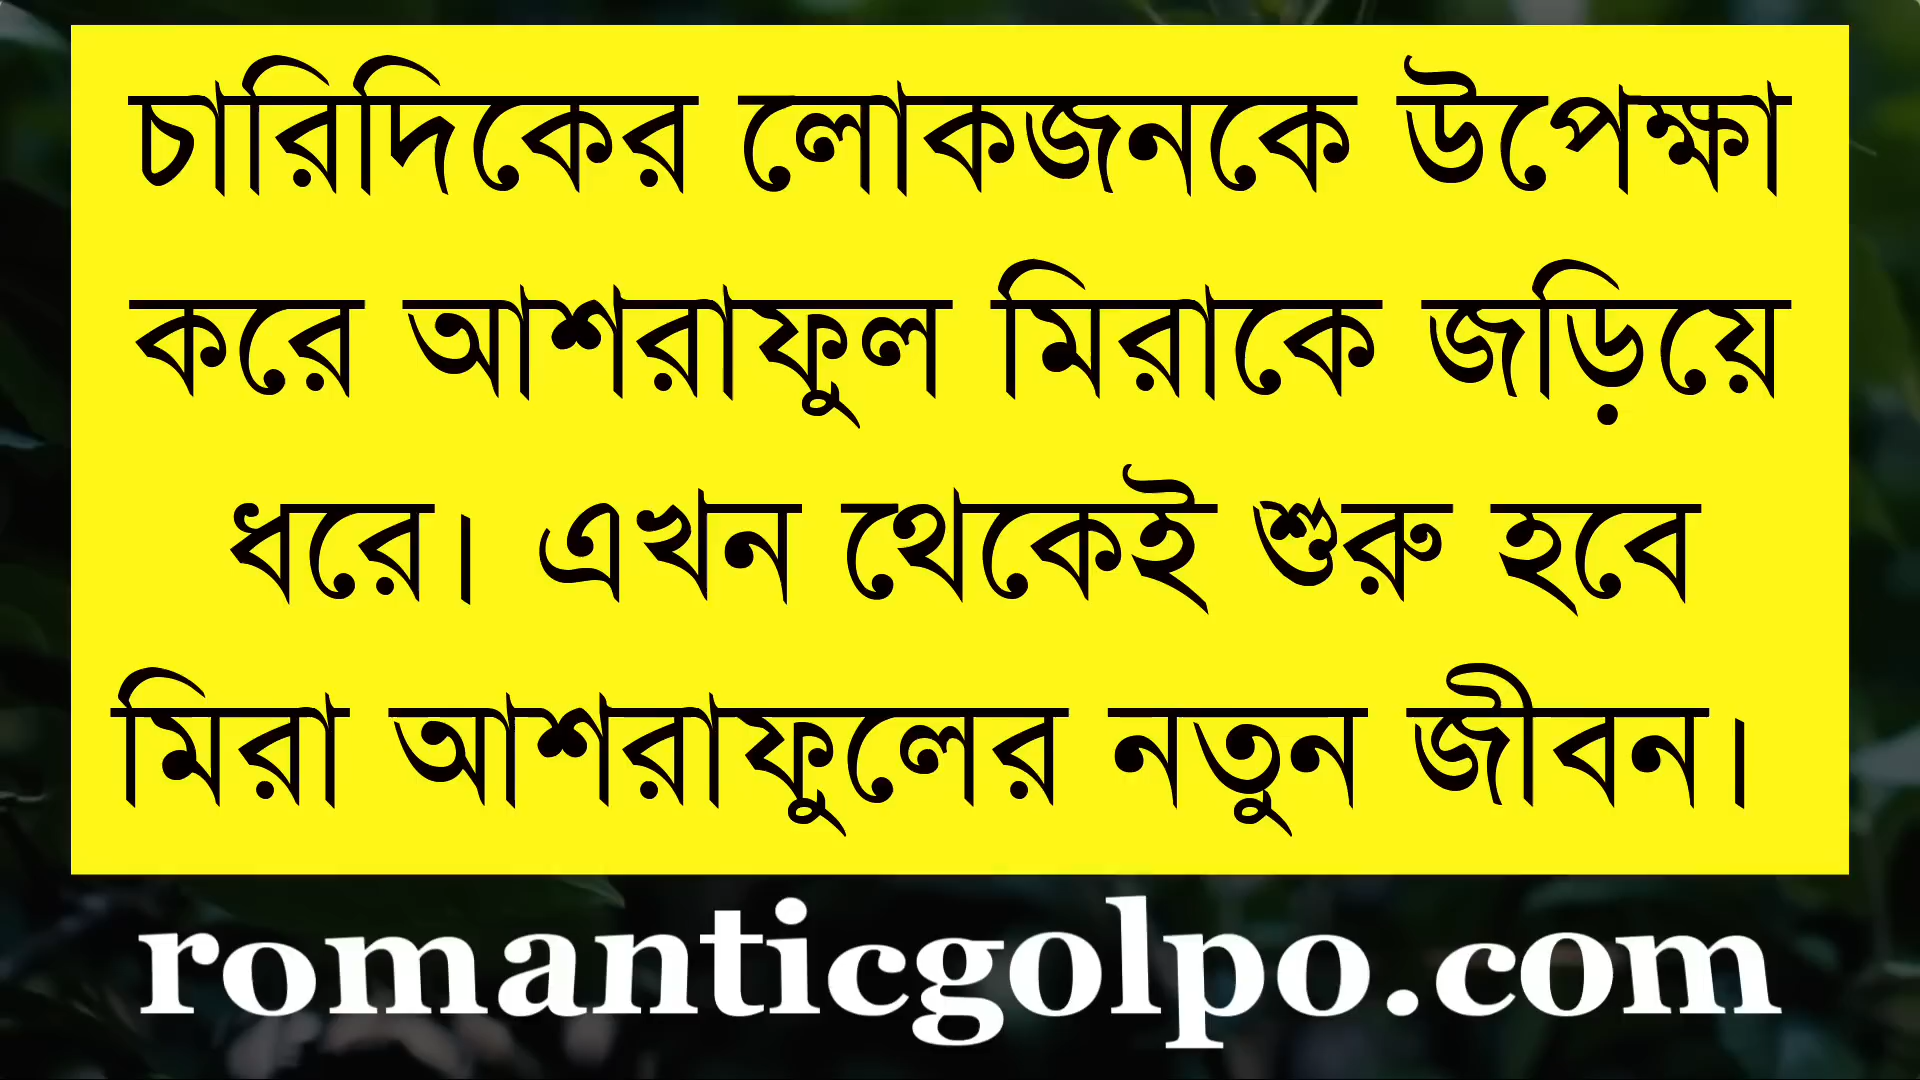 চারিদিকের লোকজনকে উপেক্ষা
করে আশরাফুল মিরাকে জড়িয়ে
ধরে। এখন থেকেই শুরু হবে
মিরা আশরাফুলের নতুন জীবন।
romanticgolpo.com